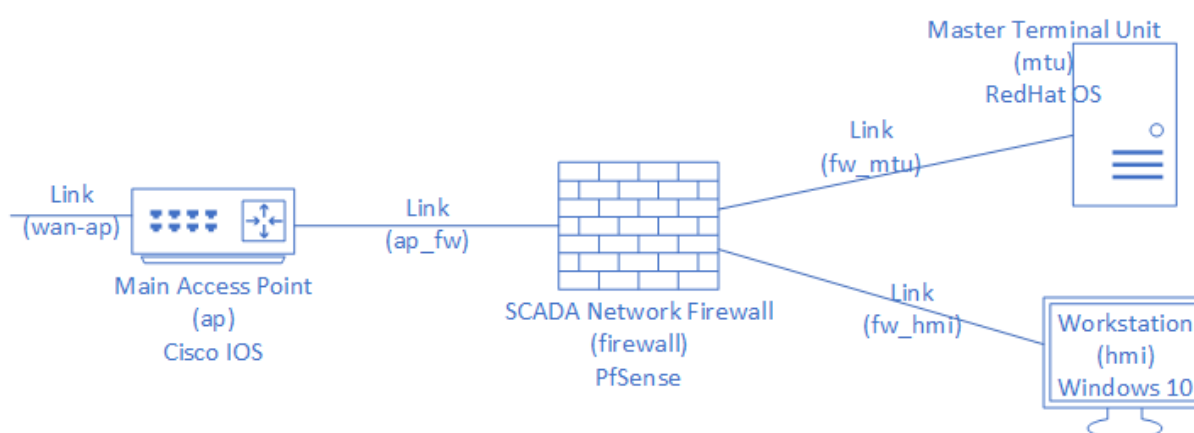 Link
(wan-ap)
Main Access Point
(ap)
Cisco IOS
Link
(ap_fw)
SCADA Network Firewall
(firewall)
PfSense
Link
(fw_mtu)
Master Terminal Unit
(mtu)
RedHat OS
Link
(fw_hmi)
Workstation
(hmi)
Windows 10